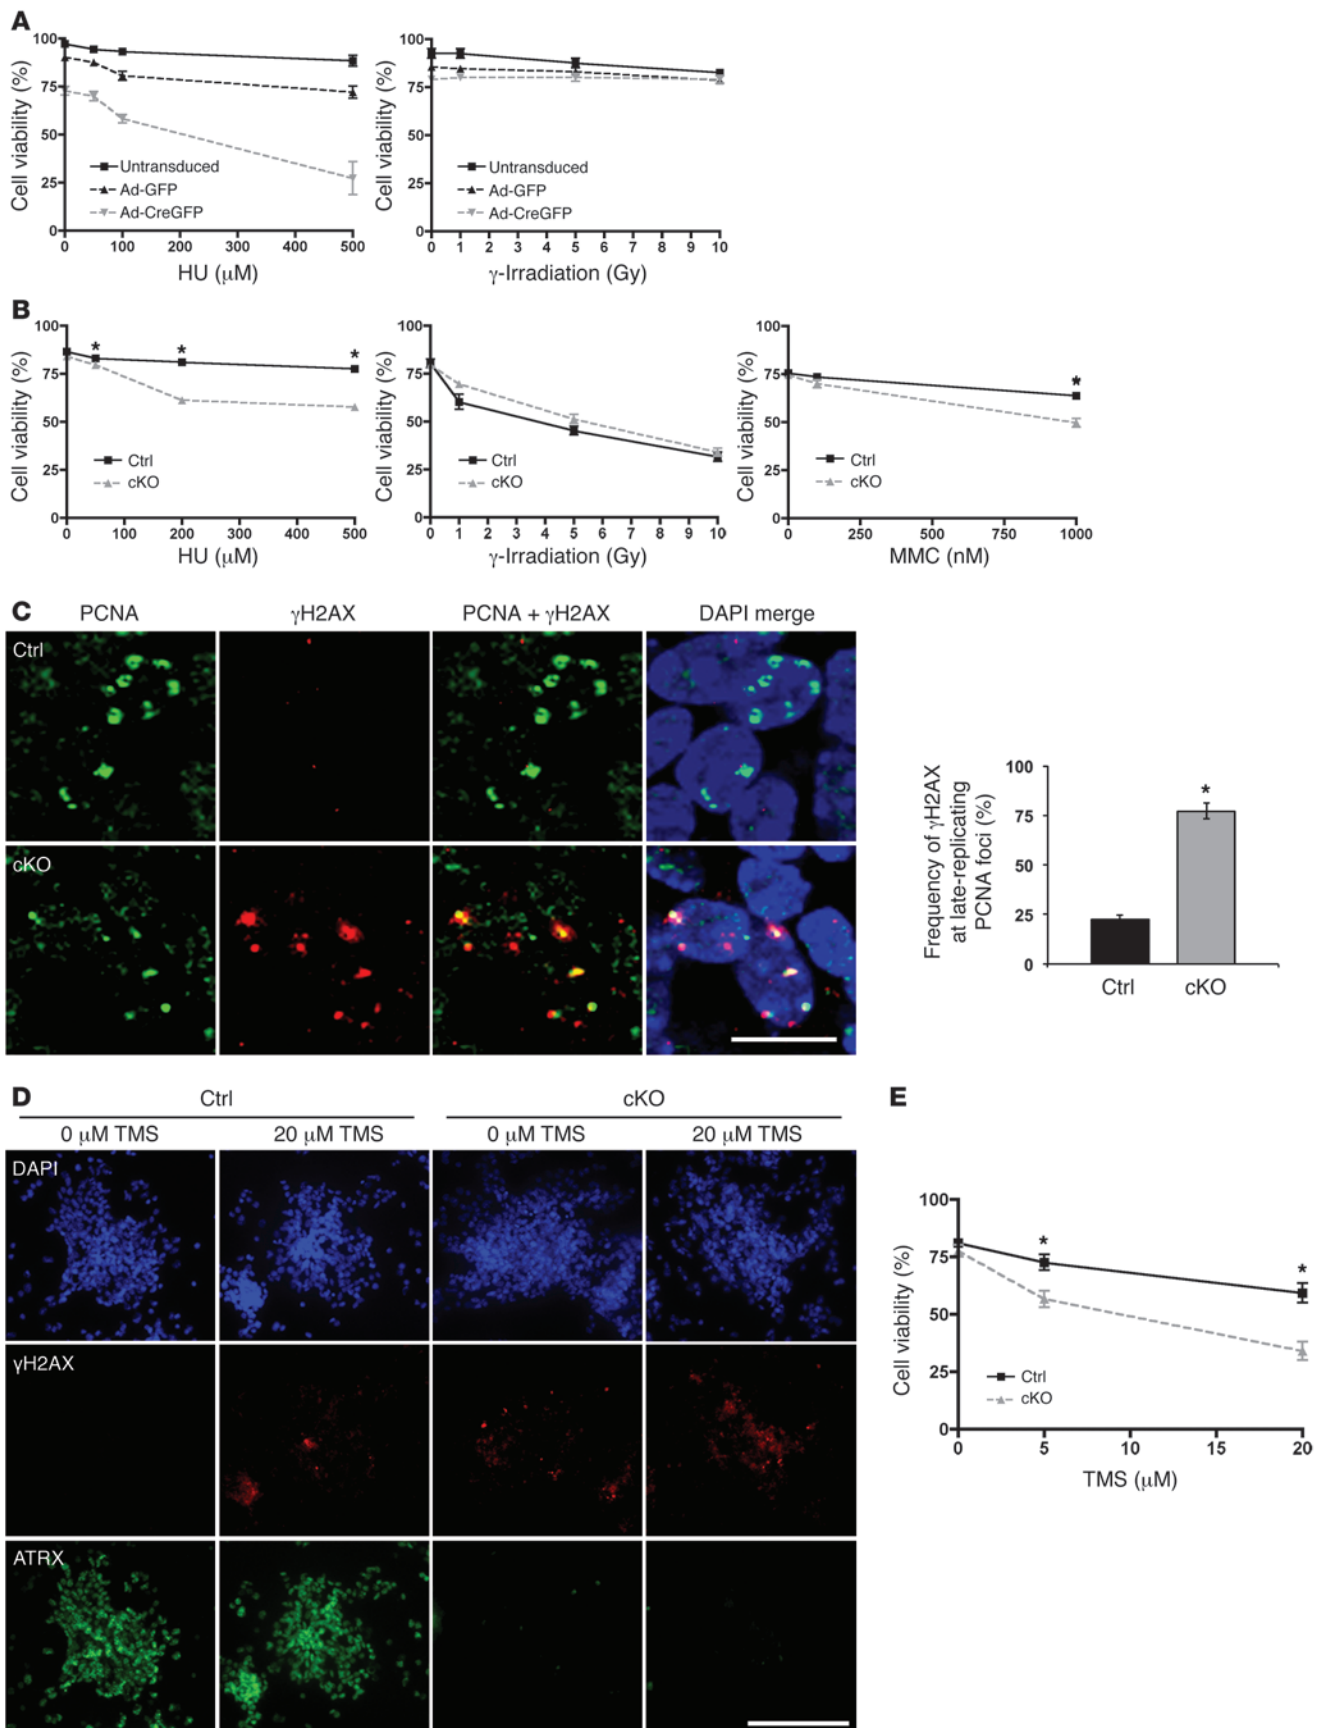 A
Cell viability (%)
100
75
50
25
0
Untransduced
Ad-GFP
Ad-CreGFP
0 100 200 300 400 500
HU (μM)
Cell viability (%)
100
75
50
25
0
Untransduced
Ad-GFP
Ad-CreGFP
0 1 2 3 4 5 6 7 8 9 10
γ-Irradiation (Gy)
B
Cell viability (%)
100
75
50
25
0
* * *
Ctrl
cKO
0 100 200 300 400 500
HU (μM)
Cell viability (%)
100
75
50
25
0
Ctrl
cKO
0 1 2 3 4 5 6 7 8 9 10
γ-Irradiation (Gy)
Cell viability (%)
100
75
50
25
0
*
Ctrl
cKO
0 250 500 750 1000
MMC (nM)
C
PCNA γH2AX PCNA + γH2AX DAPI merge
Ctrl
cKO
Frequency of γH2AX
at late-replicating
PCNA foci (%)
100
75
50
25
0
*
Ctrl cKO
D
Ctrl cKO
0 μM TMS 20 μM TMS 0 μM TMS 20 μM TMS
DAPI
γH2AX
ATRX
E
Cell viability (%)
100
75
50
25
0
* *
Ctrl
cKO
0 5 10 15 20
TMS (μM)